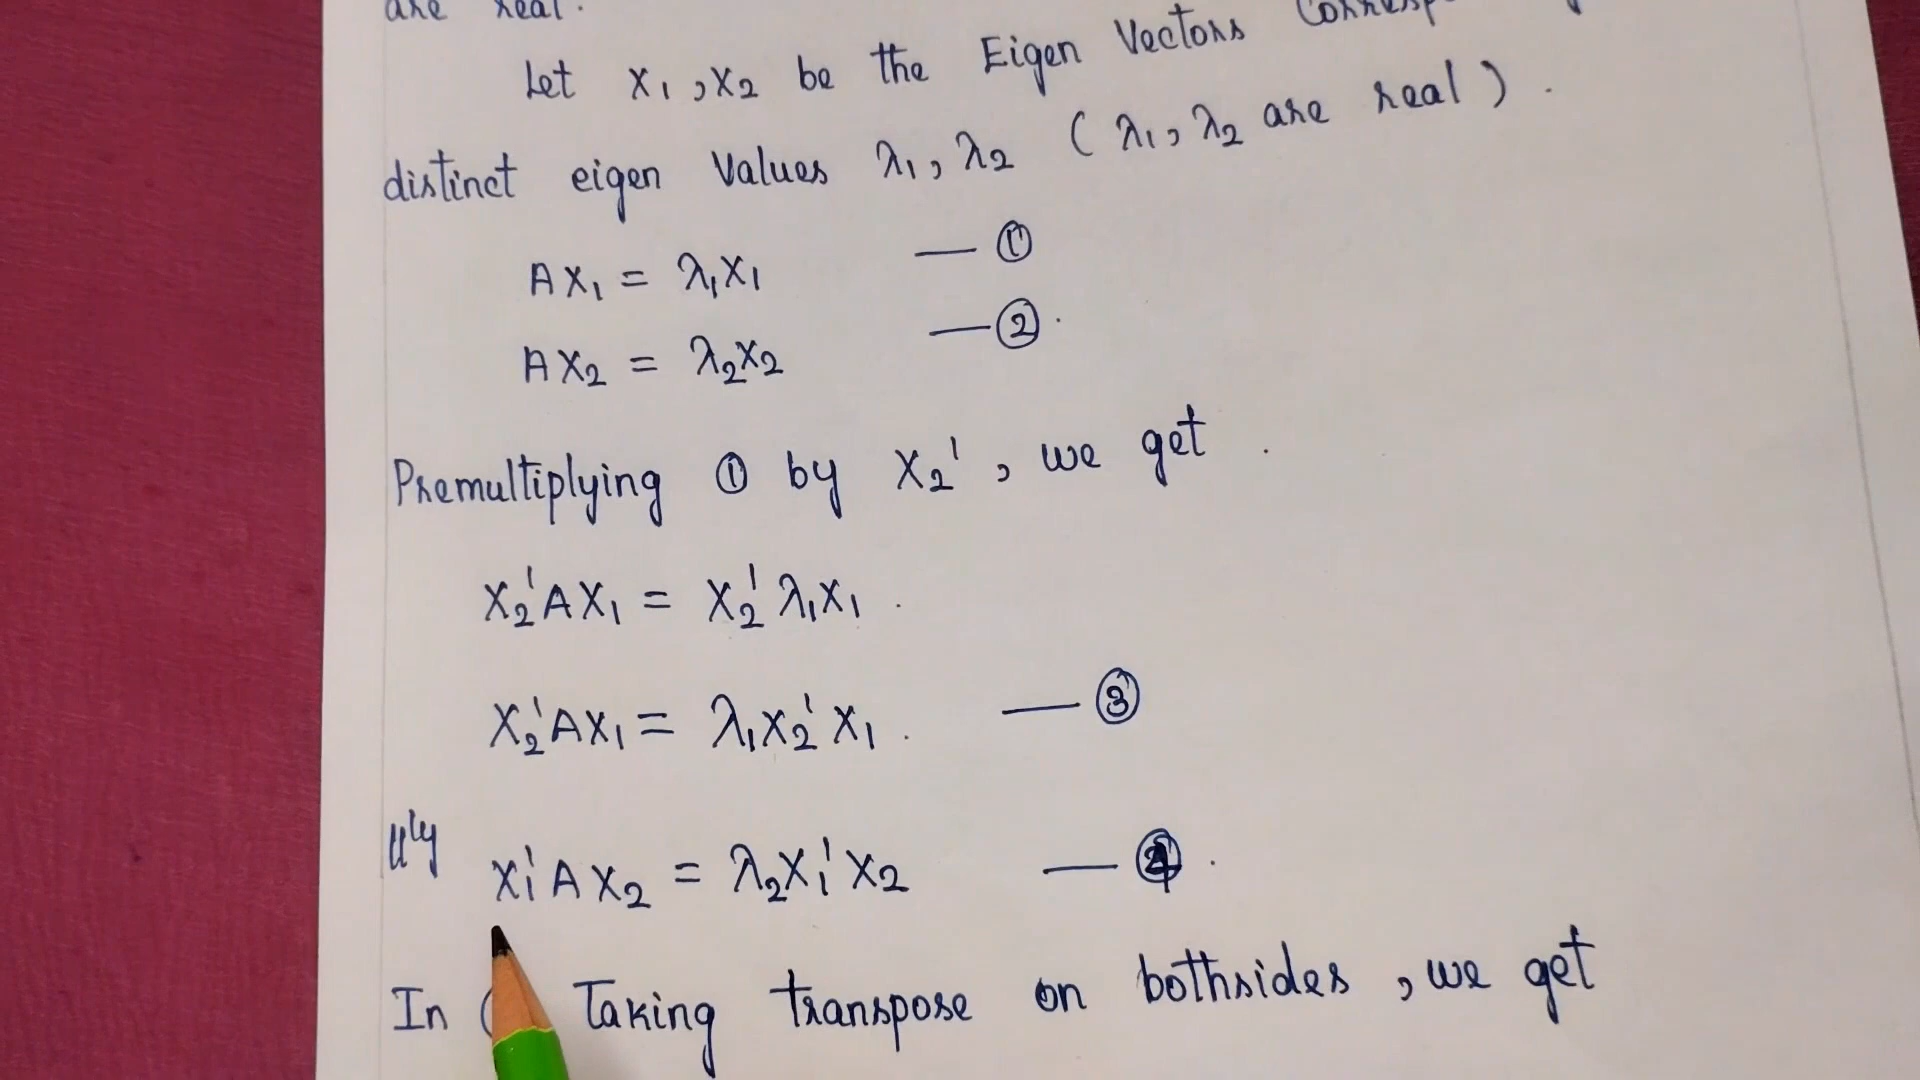 are real.
Let X₁, X₂ be the Eigen Vectors
distinct eigen Values λ₁, λ₂ ( λ₁, λ₂ are real ).
AX₁ = λ₁X₁ — ①
AX₂ = λ₂X₂ — ②.
Premultiplying ① by X₂', we get.
X₂'AX₁ = X₂'λ₁X₁.
X₂'AX₁ = λ₁X₂'X₁. — ③
lllly X₁'AX₂ = λ₂X₁'X₂ — ④.
In ( Taking transpose on bothsides, we get